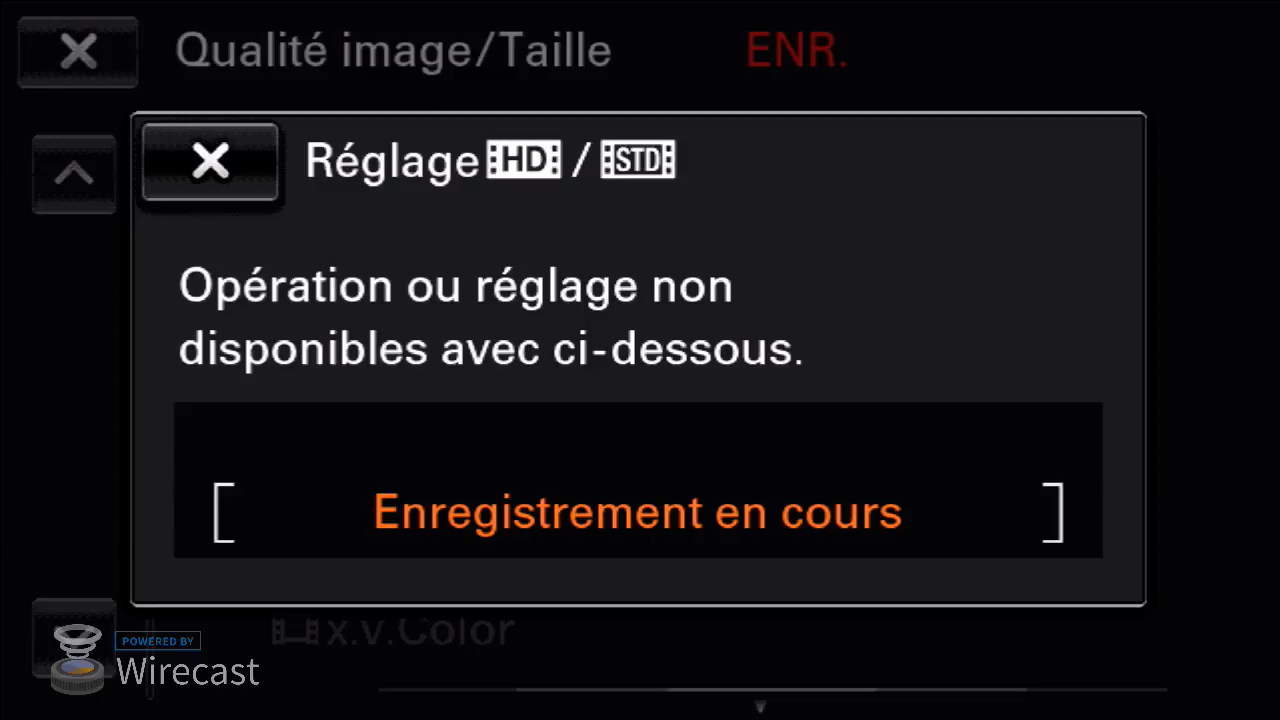 Qualité image/Taille ENR.
Réglage HD / STD
Opération ou réglage non
disponibles avec ci-dessous.
[ Enregistrement en cours ]
x.v.Color
POWERED BY
Wirecast